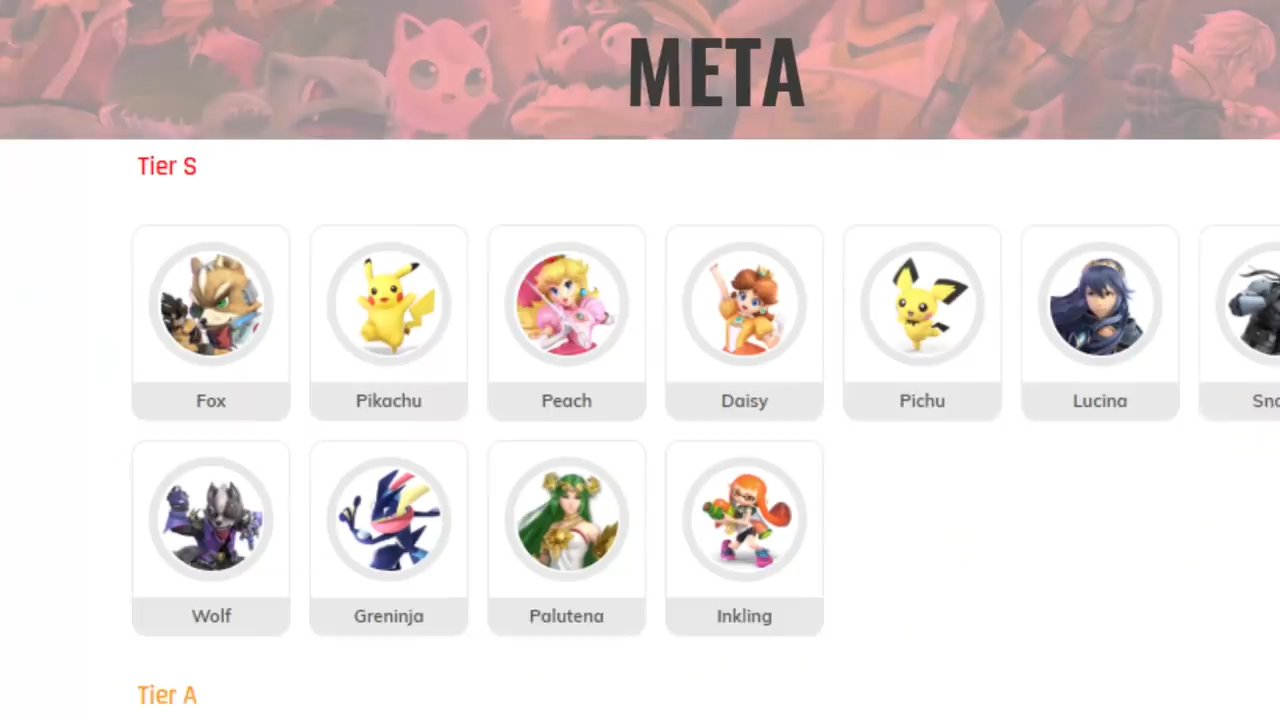 META
Tier S
Fox Pikachu Peach Daisy Pichu Lucina
Wolf Greninja Palutena Inkling
Tier A